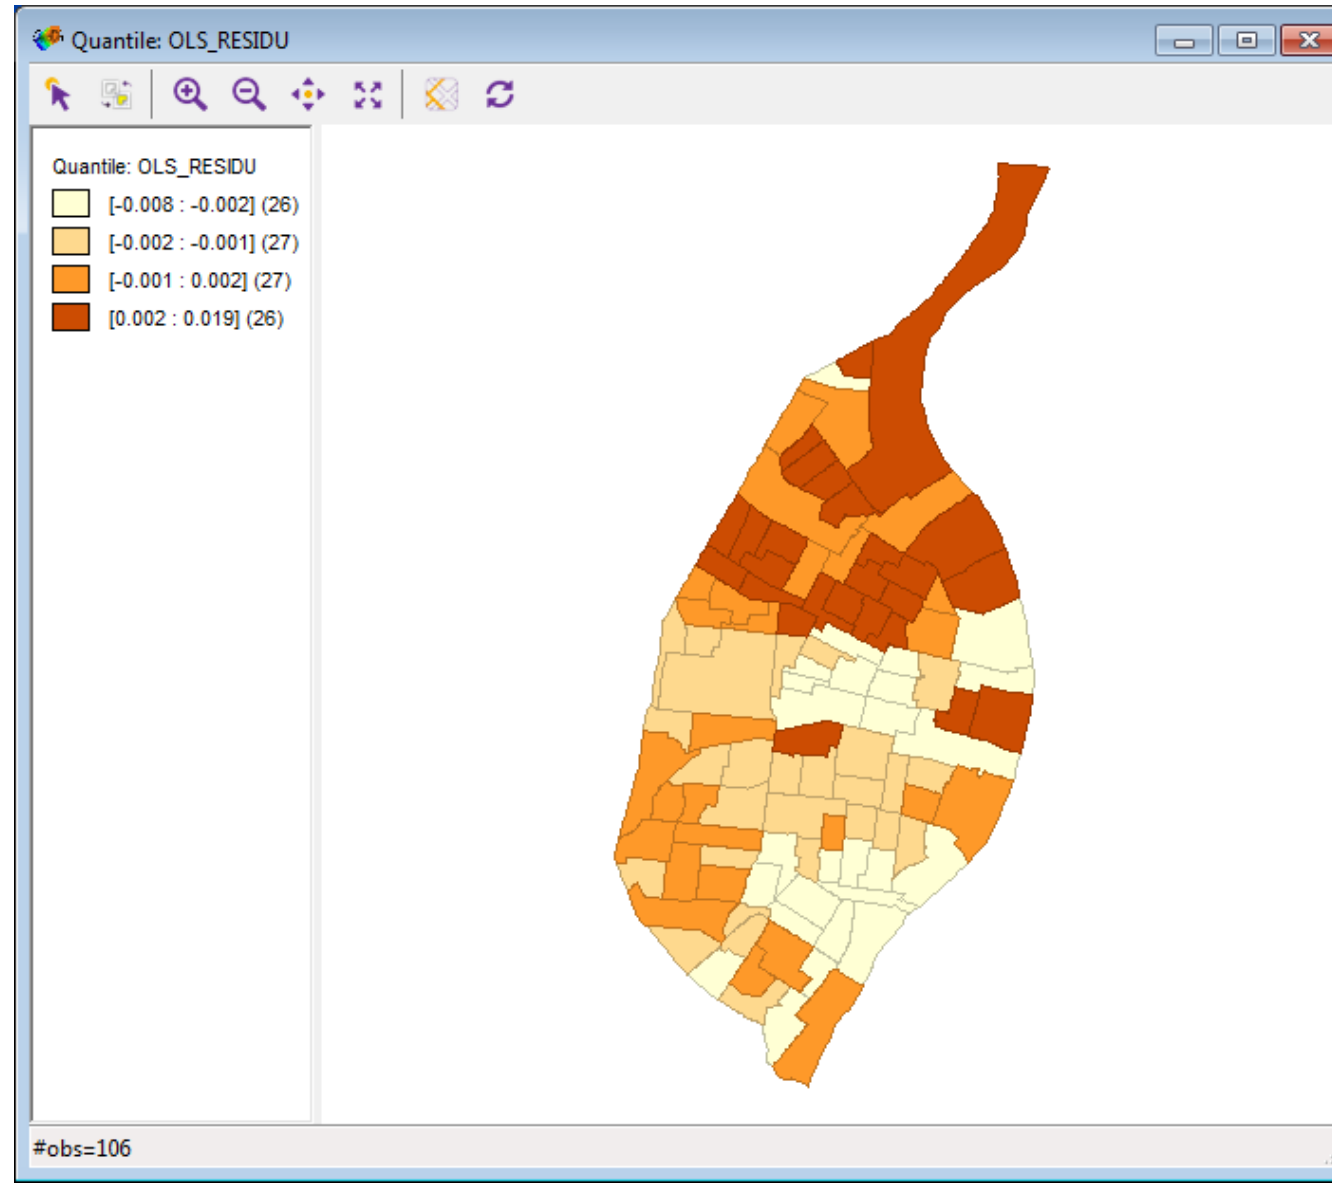 Quantile: OLS_RESIDU
Quantile: OLS_RESIDU
[-0.008 : -0.002] (26)
[-0.002 : -0.001] (27)
[-0.001 : 0.002] (27)
[0.002 : 0.019] (26)
#obs=106